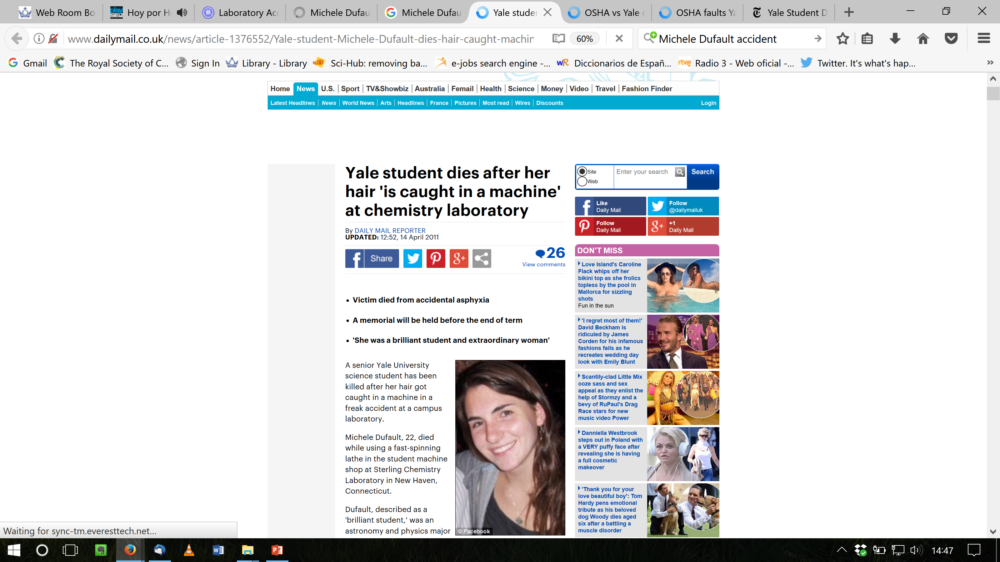 Web Room Bo
Hoy por H
Laboratory Acc
Michele Dufau
Michele Dufau
Yale studen
OSHA vs Yale
OSHA faults Ya
Yale Student D
www.dailymail.co.uk/news/article-1376552/Yale-student-Michele-Dufault-dies-hair-caught-machin
60%
Michele Dufault accident
Gmail
The Royal Society of C...
Sign In
Library - Library
Sci-Hub: removing ba...
e-jobs search engine -...
Diccionarios de Españ...
Radio 3 - Web oficial -...
Twitter. It's what's hap...
Home News U.S. Sport TV&Showbiz Australia Femail Health Science Money Video Travel Fashion Finder
Latest Headlines News World News Arts Headlines France Pictures Most read Wires Discounts Login
Yale student dies after her
hair 'is caught in a machine'
at chemistry laboratory
By DAILY MAIL REPORTER
UPDATED: 12:52, 14 April 2011
Share
26
View comments
• Victim died from accidental asphyxia
• A memorial will be held before the end of term
• 'She was a brilliant student and extraordinary woman'
A senior Yale University
science student has been
killed after her hair got
caught in a machine in a
freak accident at a campus
laboratory.
Michele Dufault, 22, died
while using a fast-spinning
lathe in the student machine
shop at Sterling Chemistry
Laboratory in New Haven,
Connecticut.
Dufault, described as a
'brilliant student,' was an
astronomy and physics major
© Facebook
Site
Web
Enter your search
Search
Like
Daily Mail
Follow
@dailymailuk
Follow
Daily Mail
+1
Daily Mail
DON'T MISS
Love Island's Caroline
Flack whips off her
bikini top as she frolics
topless by the pool in
Mallorca for sizzling
shots
Fun in the sun
'I regret most of them!'
David Beckham is
ridiculed by James
Corden for his infamous
fashions fails as he
recreates wedding day
look with Emily Blunt
Scantily-clad Little Mix
ooze sass and sex
appeal as they enlist the
help of Stormzy and a
bevy of RuPaul's Drag
Race stars for new
music video Power
Danniella Westbrook
steps out in Poland with
a VERY puffy face after
revealing she is having
a full cosmetic
makeover
'Thank you for your
love beautiful boy': Tom
Hardy pens emotional
tribute as his beloved
dog Woody dies aged
six after a battling a
muscle disorder
Waiting for sync-tm.everesttech.net...
14:47